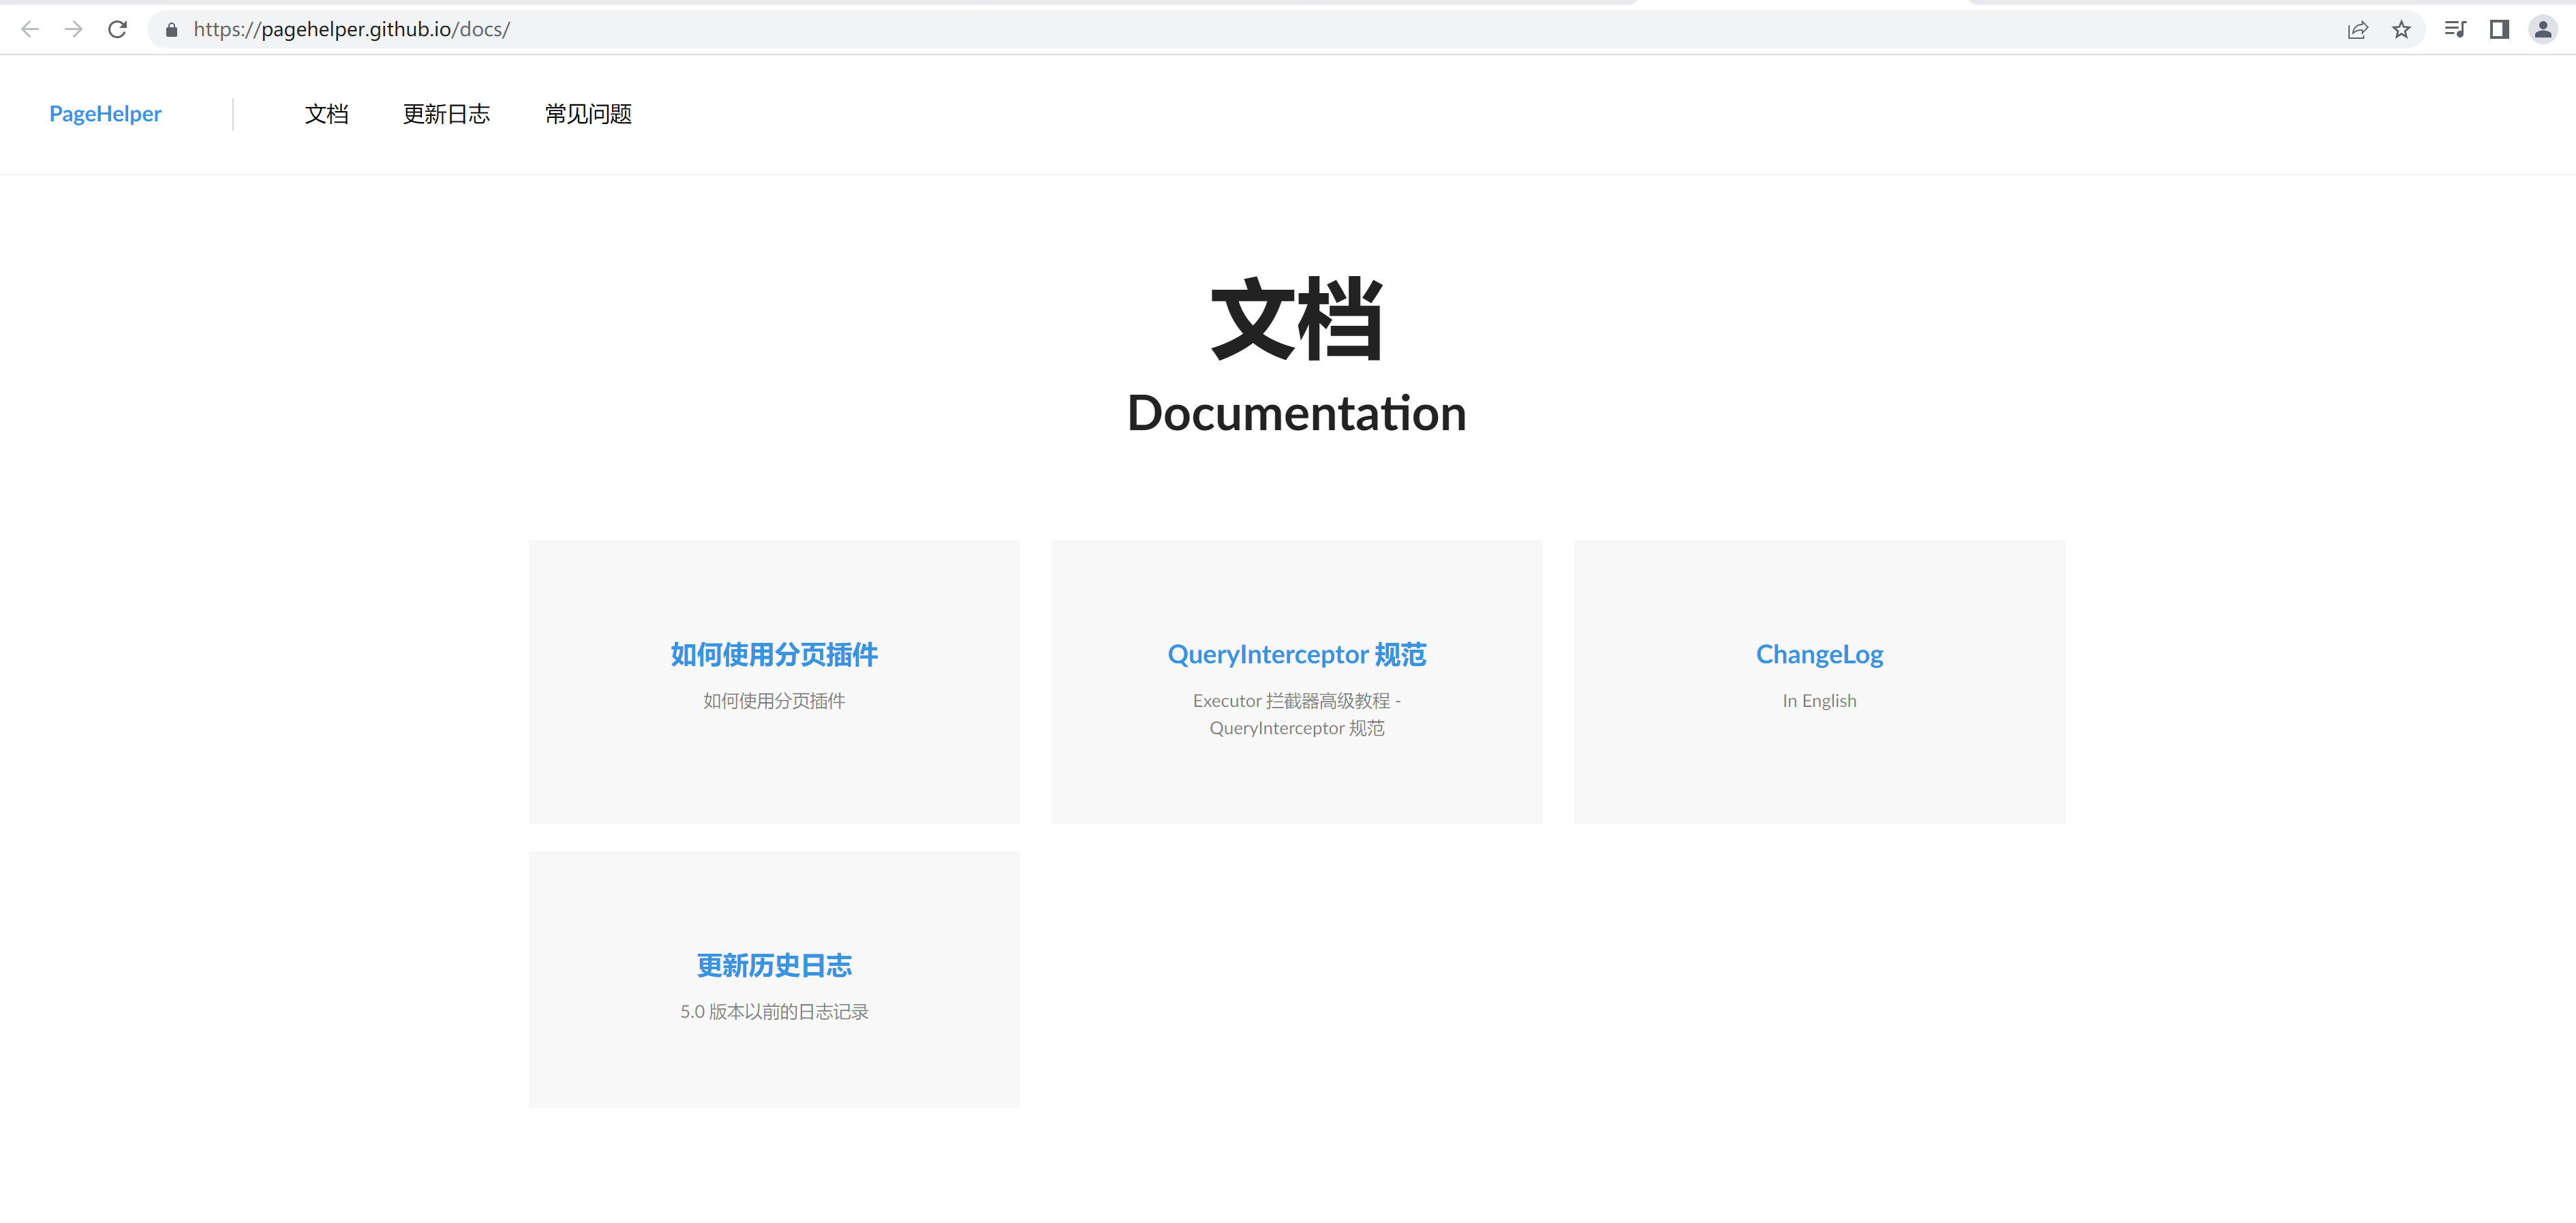 https://pagehelper.github.io/docs/
PageHelper
文档
更新日志
常见问题
文档
Documentation
如何使用分页插件
如何使用分页插件
QueryInterceptor 规范
Executor 拦截器高级教程 -
QueryInterceptor 规范
ChangeLog
In English
更新历史日志
5.0 版本以前的日志记录